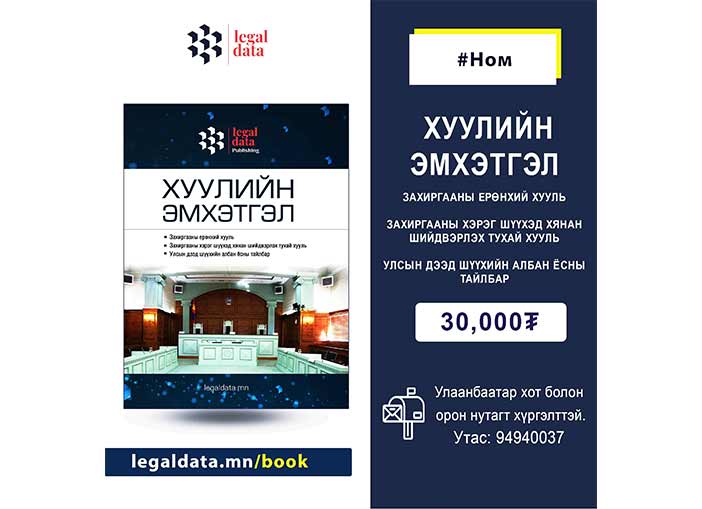 legal
data
legal
data
Publishing
ХУУЛИЙН
ЭМХЭТГЭЛ
Захиргааны ерөнхий хууль
Захиргааны хэрэг шүүхэд хянан шийдвэрлэх тухай хууль
Улсын дээд шүүхийн албан ёсны тайлбар
legaldata.mn
legaldata.mn/book
#Ном
ХУУЛИЙН
ЭМХЭТГЭЛ
ЗАХИРГААНЫ ЕРӨНХИЙ ХУУЛЬ
ЗАХИРГААНЫ ХЭРЭГ ШҮҮХЭД ХЯНАН
ШИЙДВЭРЛЭХ ТУХАЙ ХУУЛЬ
УЛСЫН ДЭЭД ШҮҮХИЙН АЛБАН ЁСНЫ
ТАЙЛБАР
30,000₮
Улаанбаатар хот болон
орон нутагт хүргэлттэй.
Утас: 94940037